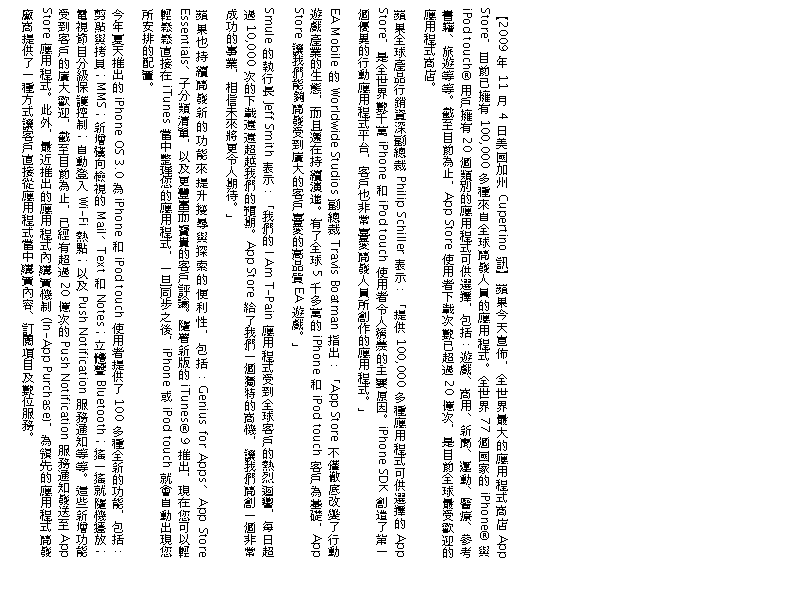 【2009 年 11 月 4 日美國加州 Cupertino 訊】蘋果今天宣佈，全世界最大的應用程式商店 App
Store，目前已擁有 100,000 多種來自全球開發人員的應用程式。全世界 77 個國家的 iPhone® 與
iPod touch® 用戶擁有 20 個類別的應用程式可供選擇，包括：遊戲、商用、新聞、運動、醫療、參考
書籍、旅遊等等。截至目前為止，App Store 使用者下載次數已超過 20 億次，是目前全球最受歡迎的
應用程式商店。
蘋果全球產品行銷資深副總裁 Philip Schiller 表示：「提供 100,000 多種應用程式可供選擇的 App
Store，是全世界數千萬 iPhone 和 iPod touch 使用者令人稱羨的主要原因。iPhone SDK 創造了第一
個優異的行動應用程式平台，客戶也非常喜愛開發人員所創作的應用程式。」
EA Mobile 的 Worldwide Studios 副總裁 Travis Boatman 指出：「App Store 不僅徹底改變了行動
遊戲產業的生態，而且還在持續演進。有了全球 5 千多萬的 iPhone 和 iPod touch 客戶為基礎，App
Store 讓我們能夠開發受到廣大的客戶喜愛的高品質 EA 遊戲。」
Smule 的執行長 Jeff Smith 表示：「我們的 I Am T-Pain 應用程式受到全球客戶的熱烈迴響，每日超
過 10,000 次的下載遠遠超越我們的預期。App Store 給了我們一個獨特的商機，讓我們開創一個非常
成功的事業，相信未來將更令人期待。」
蘋果也持續開發新的功能來提升搜尋與探索的便利性，包括：Genius for Apps、App Store
Essentials、子分類清單，以及更豐富而寶貴的客戶評論。隨著新版的 iTunes® 9 推出，現在您可以輕
輕鬆鬆直接在 iTunes 當中整理您的應用程式，一旦同步之後，iPhone 或 iPod touch 就會自動出現您
所安排的配置。
今年夏天推出的 iPhone OS 3.0 為 iPhone 和 iPod touch 使用者提供了 100 多種全新的功能，包括：
剪貼與拷貝；MMS；新增橫向檢視的 Mail、Text 和 Notes；立體聲 Bluetooth；搖一搖就隨機播放；
電視節目分級保護控制；自動登入 Wi-Fi 熱點；以及 Push Notification 服務通知等等。這些新增功能
受到客戶的廣大歡迎，截至目前為止，已經有超過 20 億次的 Push Notification 服務通知發送至 App
Store 應用程式。此外，最近推出的應用程式內購買機制 (In-App Purchase)，為領先的應用程式開發
廠商提供了一種方式讓客戶直接從應用程式當中購買內容、訂閱項目及數位服務。